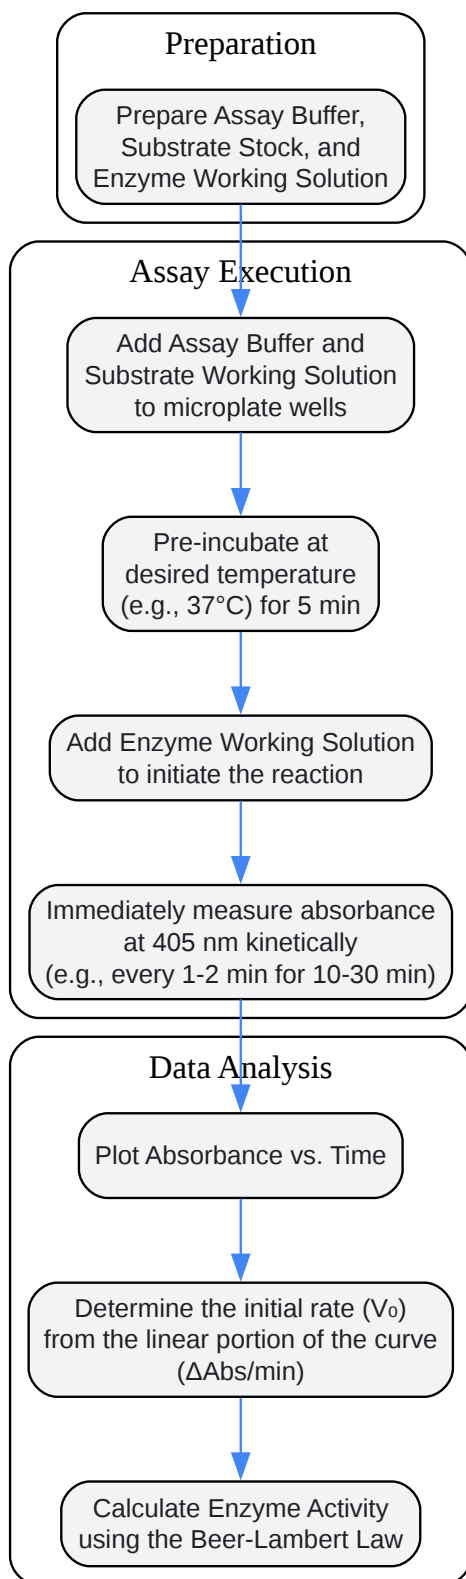 Preparation
Prepare Assay Buffer,
Substrate Stock, and
Enzyme Working Solution
Assay Execution
Add Assay Buffer and
Substrate Working Solution
to microplate wells
Pre-incubate at
desired temperature
(e.g., 37°C) for 5 min
Add Enzyme Working Solution
to initiate the reaction
Immediately measure absorbance
at 405 nm kinetically
(e.g., every 1-2 min for 10-30 min)
Data Analysis
Plot Absorbance vs. Time
Determine the initial rate (V₀)
from the linear portion of the curve
(ΔAbs/min)
Calculate Enzyme Activity
using the Beer-Lambert Law